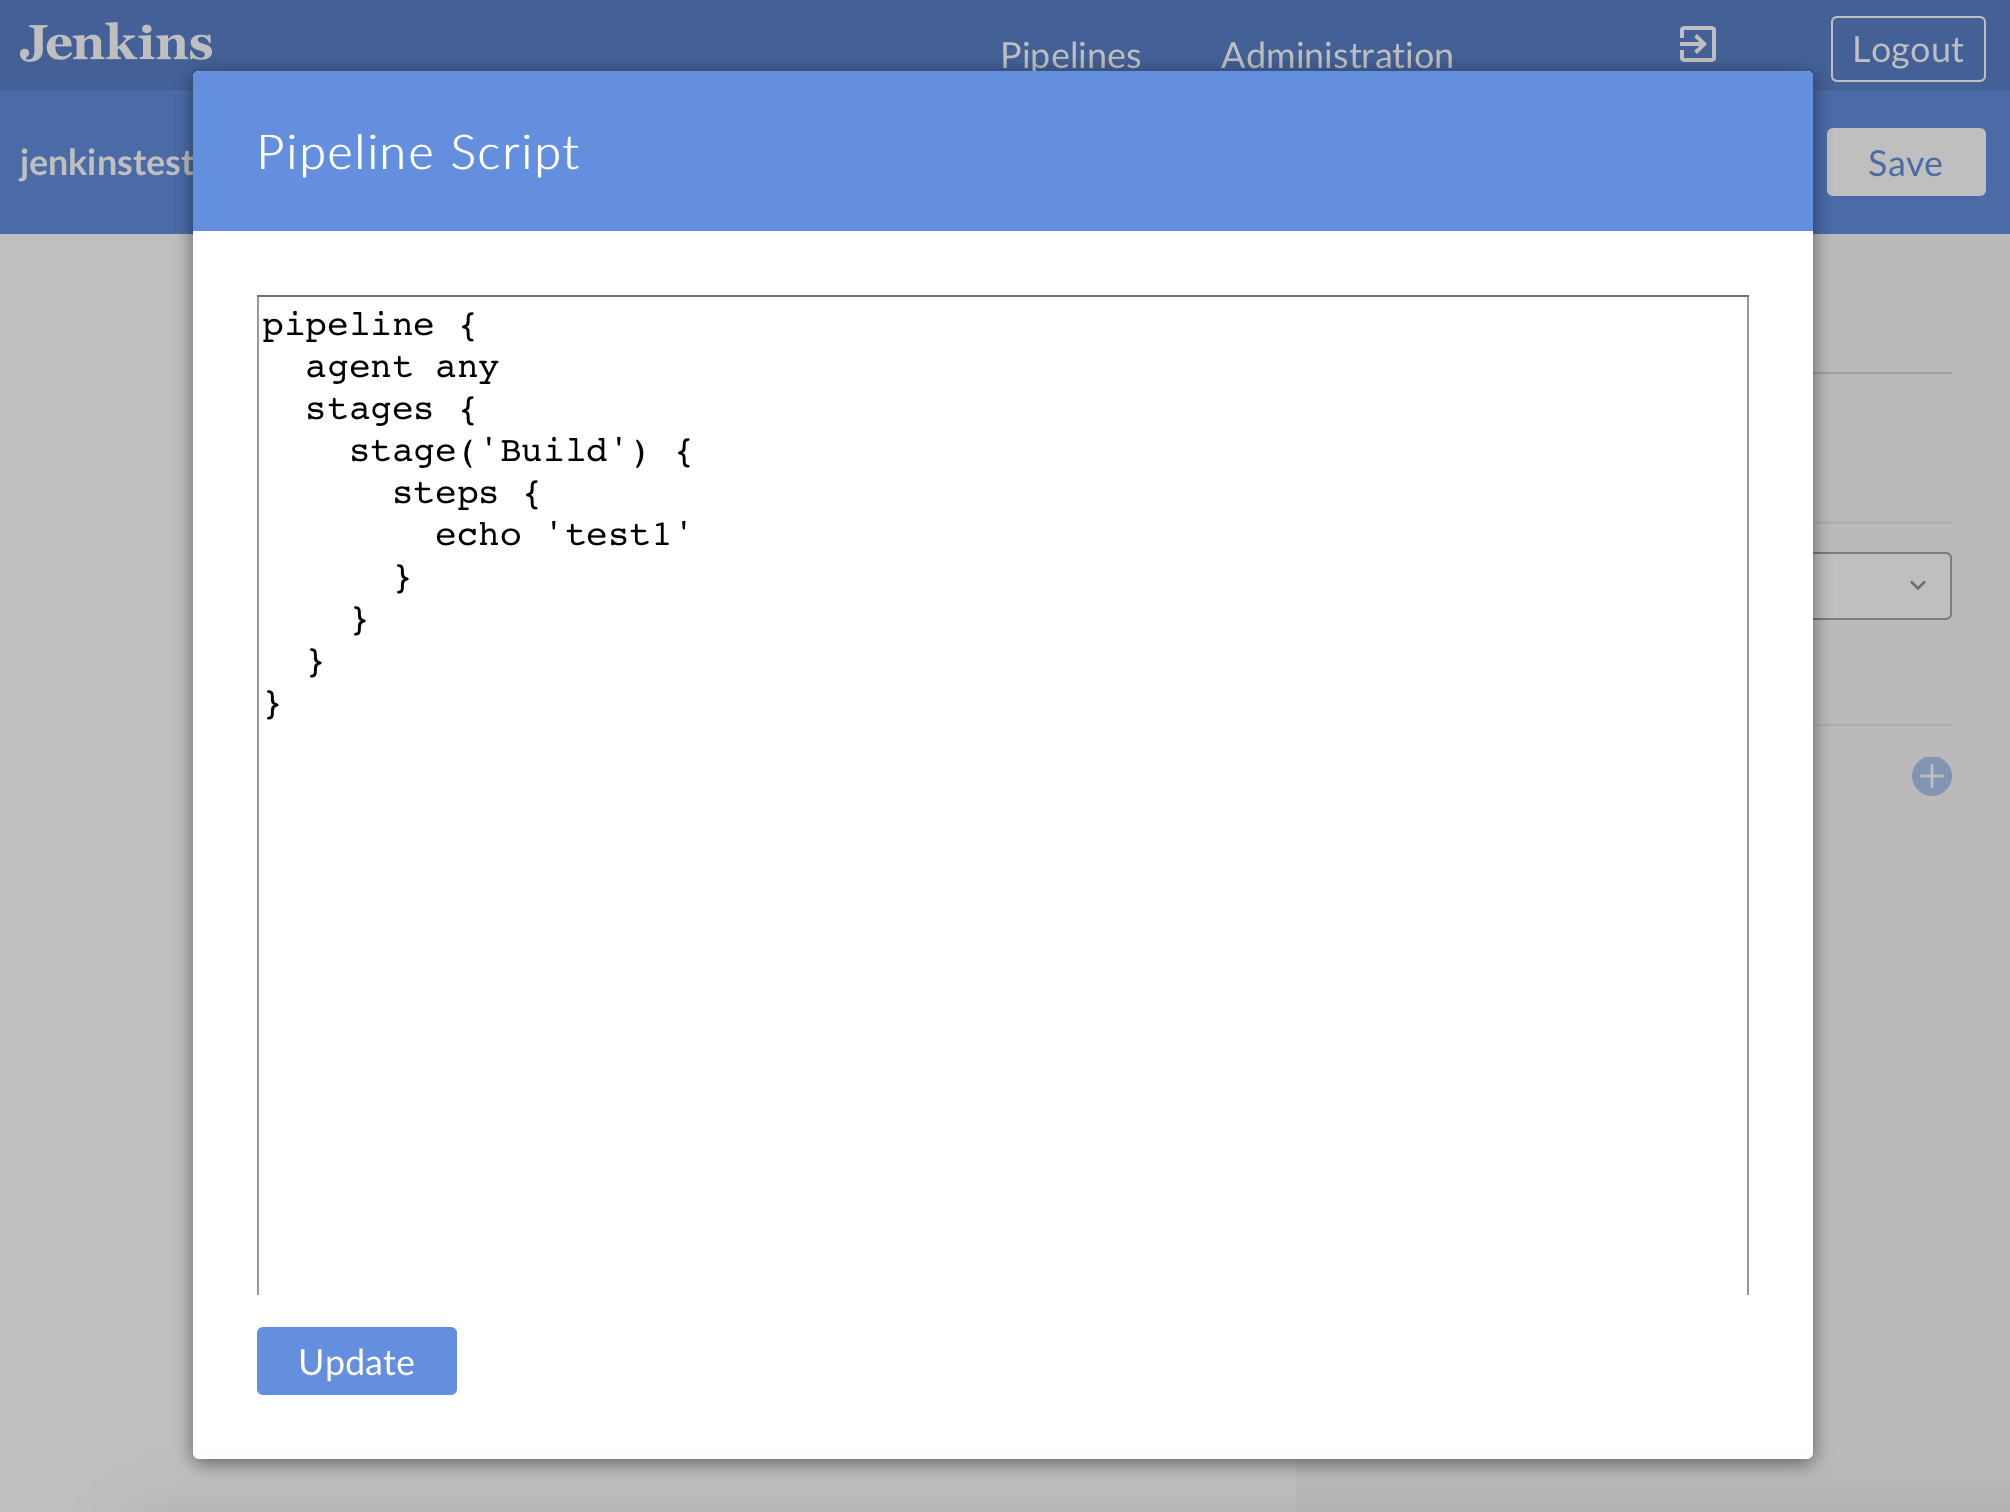 Jenkins
Pipelines
Administration
Logout
jenkinstest
Save
Pipeline Script
pipeline {
  agent any
  stages {
    stage('Build') {
      steps {
        echo 'test1'
      }
    }
  }
}
Update